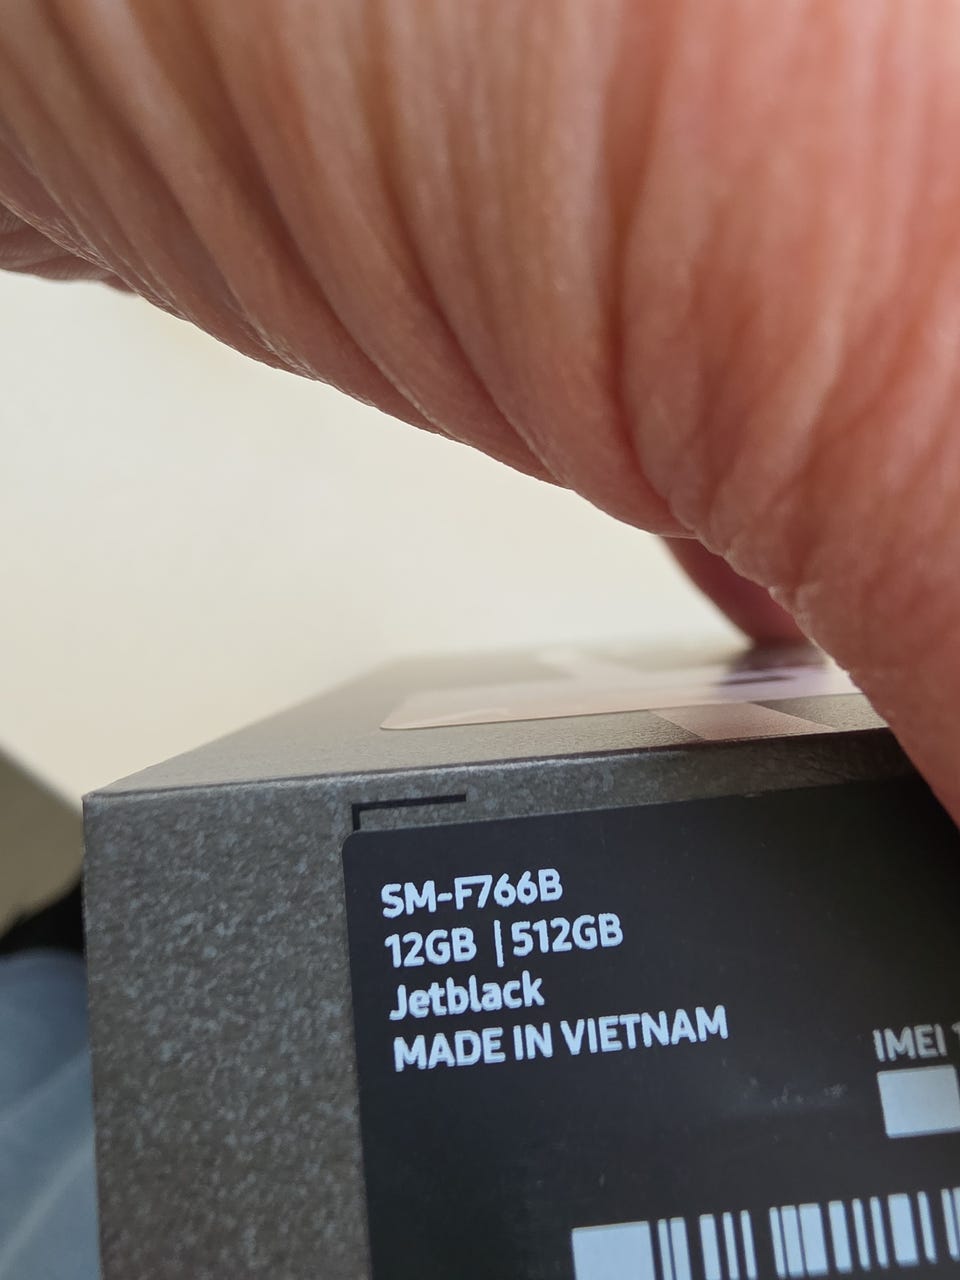 SM-F766B
12GB | 512GB
Jetblack
MADE IN VIETNAM
IMEI